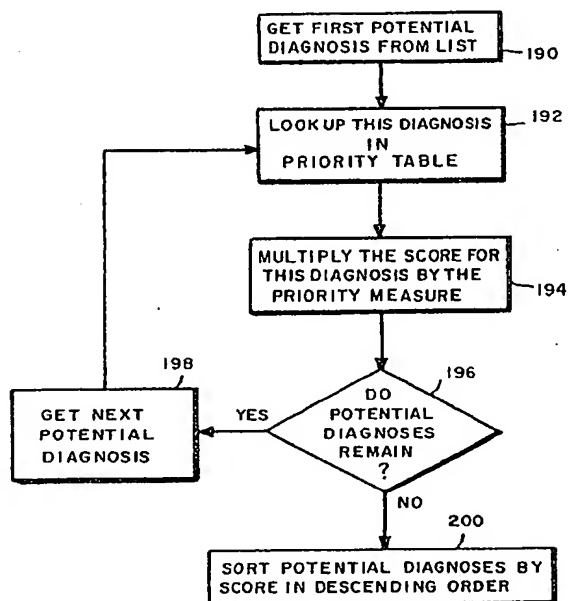 GET FIRST POTENTIAL
DIAGNOSIS FROM LIST
190
LOOK UP THIS DIAGNOSIS
IN
PRIORITY TABLE
192
MULTIPLY THE SCORE FOR
THIS DIAGNOSIS BY THE
PRIORITY MEASURE
194
196
DO
POTENTIAL
DIAGNOSES
REMAIN
?
YES
198
GET NEXT
POTENTIAL
DIAGNOSIS
NO
200
SORT POTENTIAL DIAGNOSES BY
SCORE IN DESCENDING ORDER